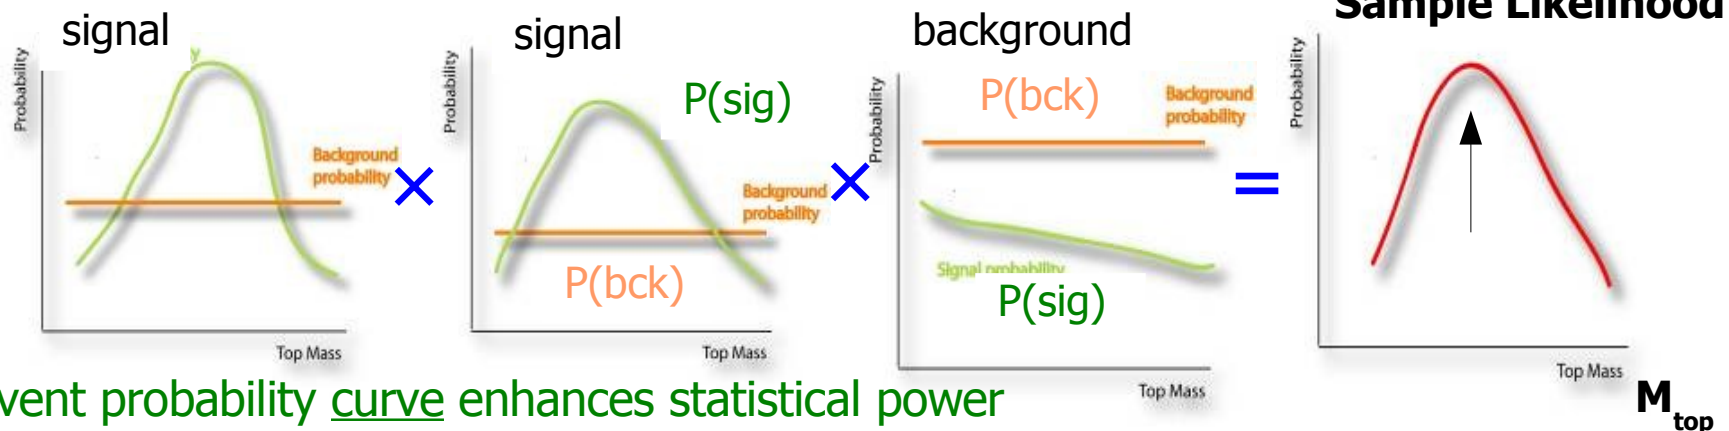 signal
signal
background
Sample Likelihood
Probability
Probability
Probability
Probability
P(sig)
P(bck)
Background
probability
Background
probability
Background
probability
×
×
=
P(bck)
Signal probability
P(sig)
Top Mass
Top Mass
Top Mass
Top Mass
vent probability curve enhances statistical power
M top